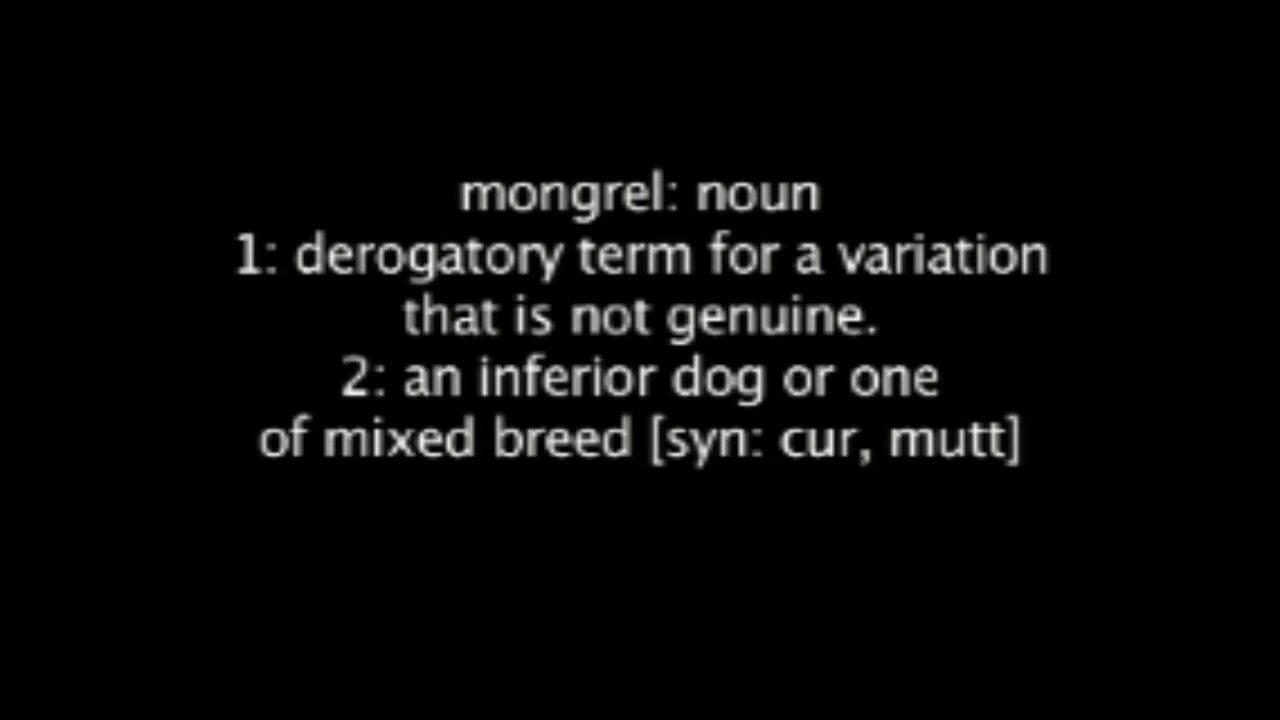 mongrel: noun
1: derogatory term for a variation
that is not genuine.
2: an inferior dog or one
of mixed breed [syn: cur, mutt]